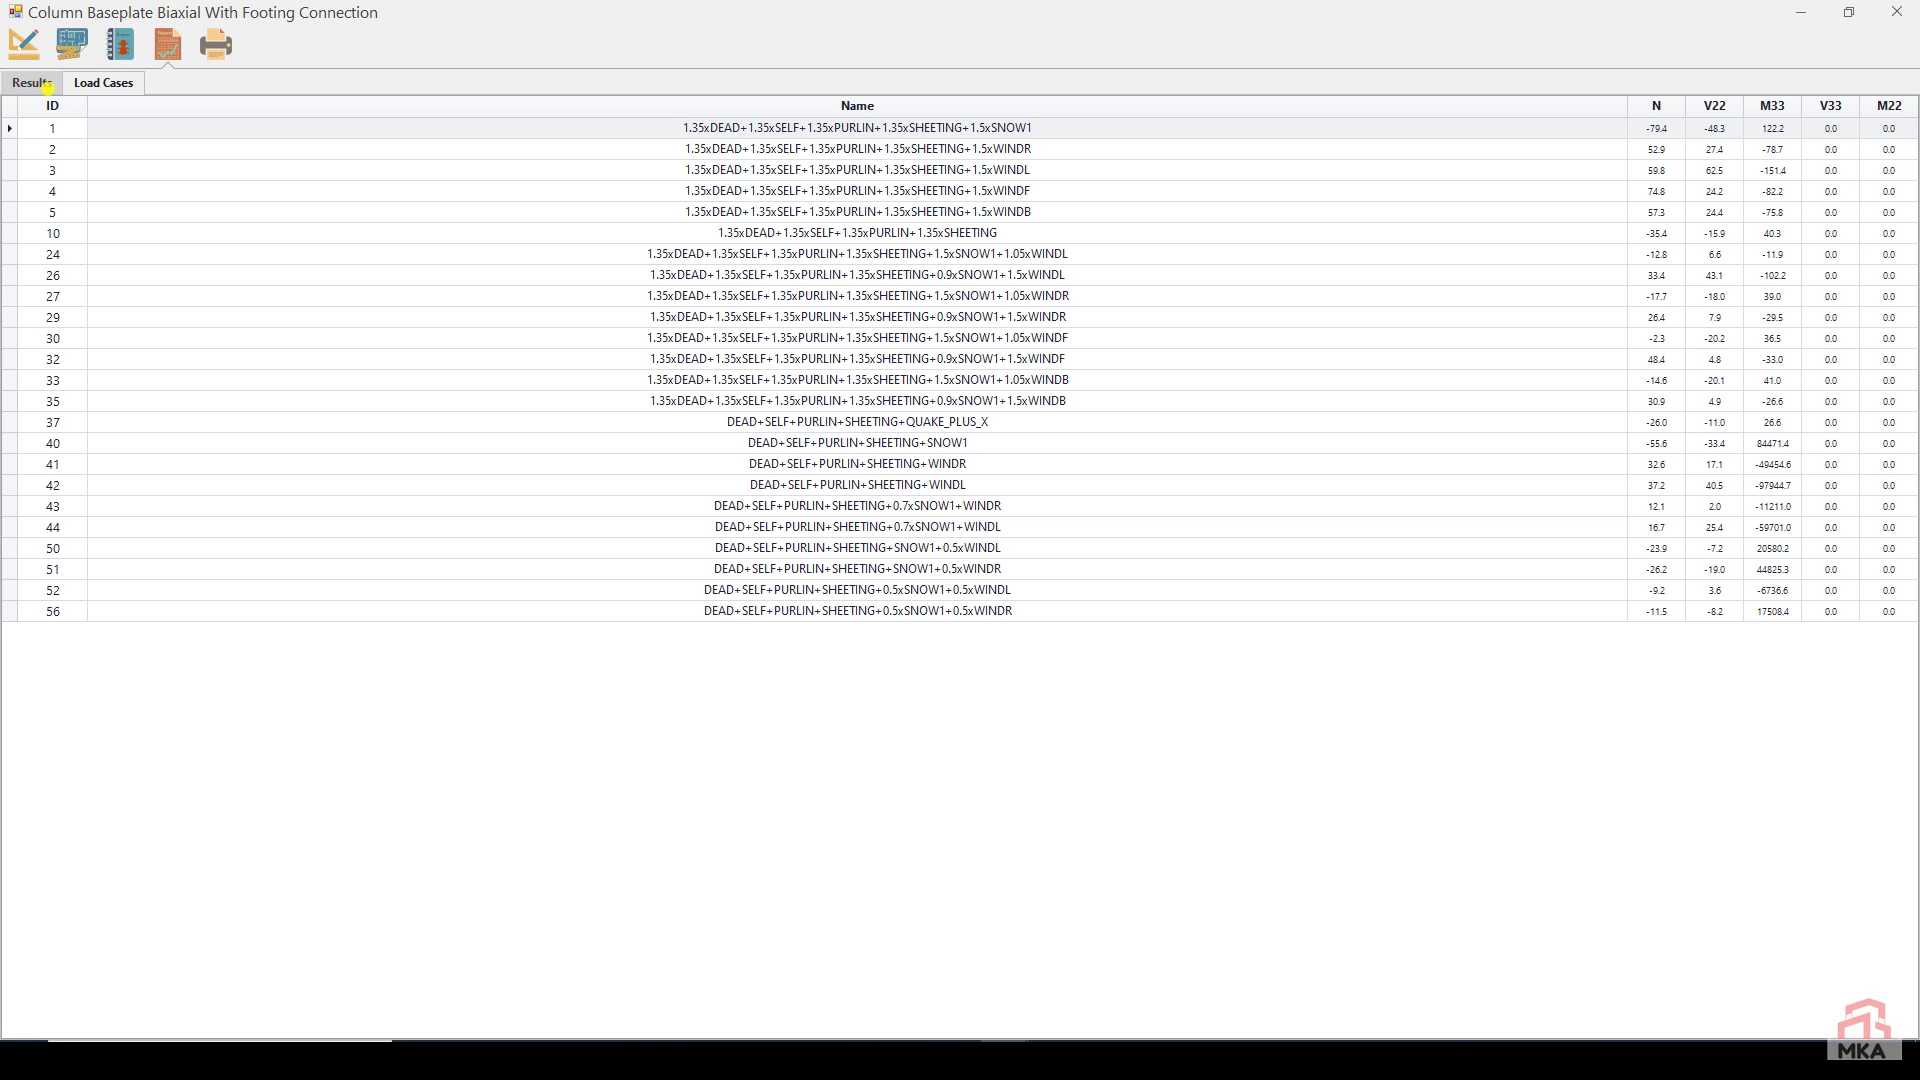 Column Baseplate Biaxial With Footing Connection
Results Load Cases
ID Name N V22 M33 V33 M22
1 1.35xDEAD+1.35xSELF+1.35xPURLIN+1.35xSHEETING+1.5xSNOW1 -79.4 -48.3 122.2 0.0 0.0
2 1.35xDEAD+1.35xSELF+1.35xPURLIN+1.35xSHEETING+1.5xWINDR 52.9 27.4 -78.7 0.0 0.0
3 1.35xDEAD+1.35xSELF+1.35xPURLIN+1.35xSHEETING+1.5xWINDL 59.8 62.5 -151.4 0.0 0.0
4 1.35xDEAD+1.35xSELF+1.35xPURLIN+1.35xSHEETING+1.5xWINDF 74.8 24.2 -82.2 0.0 0.0
5 1.35xDEAD+1.35xSELF+1.35xPURLIN+1.35xSHEETING+1.5xWINDB 57.3 24.4 -75.8 0.0 0.0
10 1.35xDEAD+1.35xSELF+1.35xPURLIN+1.35xSHEETING -35.4 -15.9 40.3 0.0 0.0
24 1.35xDEAD+1.35xSELF+1.35xPURLIN+1.35xSHEETING+1.5xSNOW1+1.05xWINDL -12.8 6.6 -11.9 0.0 0.0
26 1.35xDEAD+1.35xSELF+1.35xPURLIN+1.35xSHEETING+0.9xSNOW1+1.5xWINDL 33.4 43.1 -102.2 0.0 0.0
27 1.35xDEAD+1.35xSELF+1.35xPURLIN+1.35xSHEETING+1.5xSNOW1+1.05xWINDR -17.7 -18.0 39.0 0.0 0.0
29 1.35xDEAD+1.35xSELF+1.35xPURLIN+1.35xSHEETING+0.9xSNOW1+1.5xWINDR 26.4 7.9 -29.5 0.0 0.0
30 1.35xDEAD+1.35xSELF+1.35xPURLIN+1.35xSHEETING+1.5xSNOW1+1.05xWINDF -2.3 -20.2 36.5 0.0 0.0
32 1.35xDEAD+1.35xSELF+1.35xPURLIN+1.35xSHEETING+0.9xSNOW1+1.5xWINDF 48.4 4.8 -33.0 0.0 0.0
33 1.35xDEAD+1.35xSELF+1.35xPURLIN+1.35xSHEETING+1.5xSNOW1+1.05xWINDB -14.6 -20.1 41.0 0.0 0.0
35 1.35xDEAD+1.35xSELF+1.35xPURLIN+1.35xSHEETING+0.9xSNOW1+1.5xWINDB 30.9 4.9 -26.6 0.0 0.0
37 DEAD+SELF+PURLIN+SHEETING+QUAKE_PLUS_X -26.0 -11.0 26.6 0.0 0.0
40 DEAD+SELF+PURLIN+SHEETING+SNOW1 -55.6 -33.4 84471.4 0.0 0.0
41 DEAD+SELF+PURLIN+SHEETING+WINDR 32.6 17.1 -49454.6 0.0 0.0
42 DEAD+SELF+PURLIN+SHEETING+WINDL 37.2 40.5 -97944.7 0.0 0.0
43 DEAD+SELF+PURLIN+SHEETING+0.7xSNOW1+WINDR 12.1 2.0 -11211.0 0.0 0.0
44 DEAD+SELF+PURLIN+SHEETING+0.7xSNOW1+WINDL 16.7 25.4 -59701.0 0.0 0.0
50 DEAD+SELF+PURLIN+SHEETING+SNOW1+0.5xWINDL -23.9 -7.2 20580.2 0.0 0.0
51 DEAD+SELF+PURLIN+SHEETING+SNOW1+0.5xWINDR -26.2 -19.0 44825.3 0.0 0.0
52 DEAD+SELF+PURLIN+SHEETING+0.5xSNOW1+0.5xWINDL -9.2 3.6 -6736.6 0.0 0.0
56 DEAD+SELF+PURLIN+SHEETING+0.5xSNOW1+0.5xWINDR -11.5 -8.2 17508.4 0.0 0.0
MKA